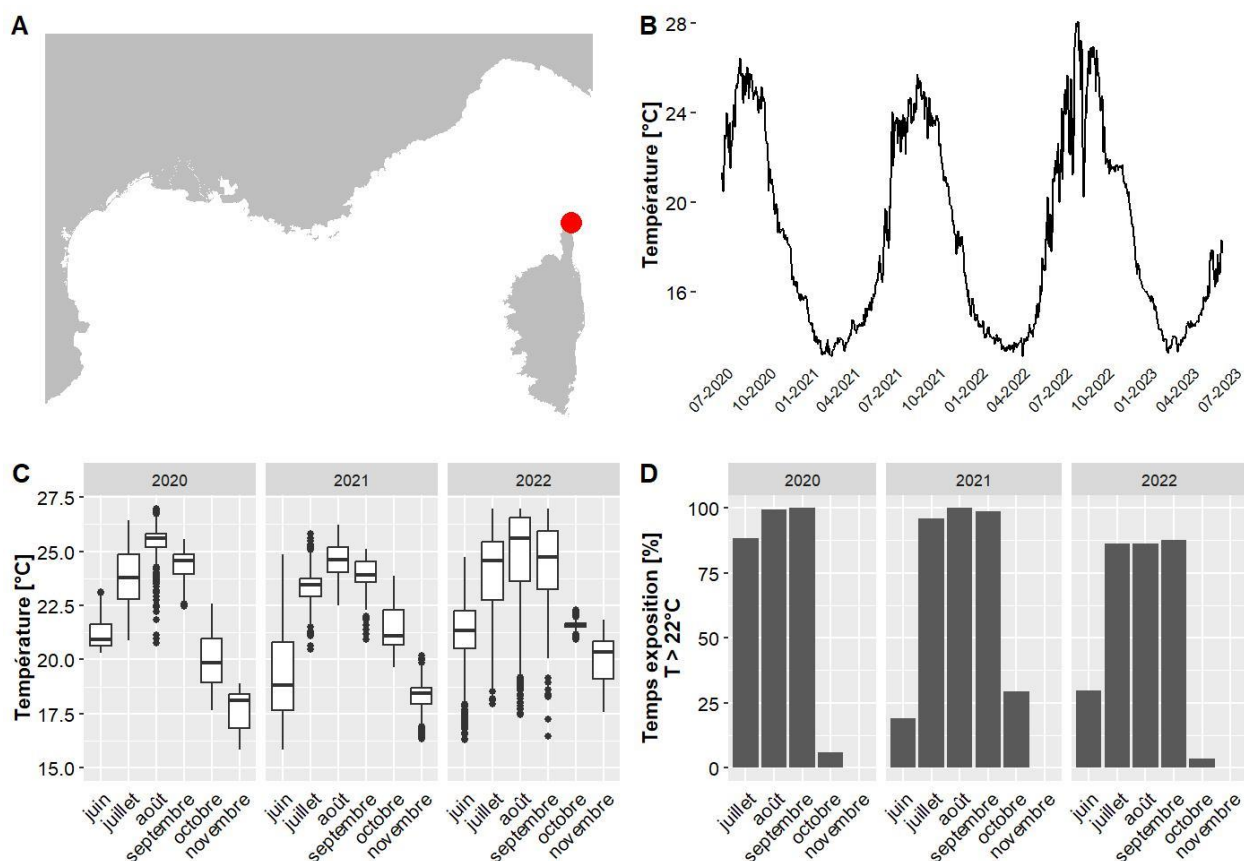 A
B
Température [°C]
28
24
20
16
07-2020
10-2020
01-2021
04-2021
07-2021
10-2021
01-2022
04-2022
07-2022
10-2022
01-2023
04-2023
07-2023
C
2020
2021
2022
Température [°C]
27.5
25.0
22.5
20.0
17.5
15.0
juin
juillet
août
septembre
octobre
novembre
juin
juillet
août
septembre
octobre
novembre
juin
juillet
août
septembre
octobre
novembre
D
2020
2021
2022
Temps exposition [%]
T > 22°C
100
75
50
25
0
juillet
août
septembre
octobre
novembre
juin
juillet
août
septembre
octobre
novembre
juin
juillet
août
septembre
octobre
novembre